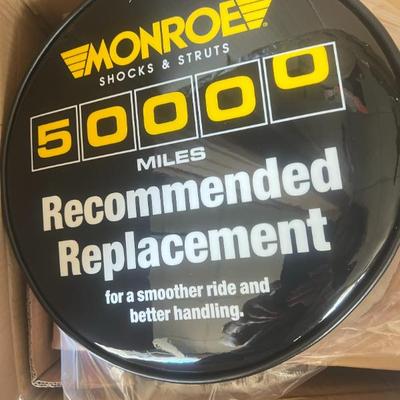 MONROE®
SHOCKS & STRUTS
50000
MILES
Recommended
Replacement
for a smoother ride and
better handling.